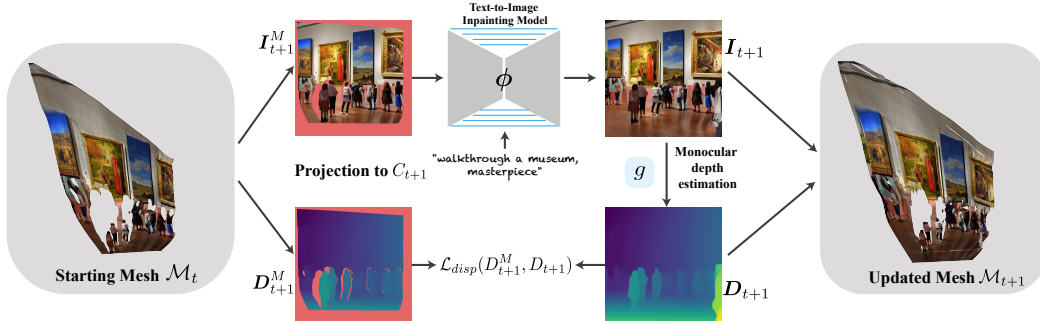 Text-to-Image
Inpainting Model
I^M_{t+1}
ϕ
I_{t+1}
"walkthrough a museum,
masterpiece"
Projection to C_{t+1}
g
Monocular
depth
estimation
Starting Mesh M_t
D^M_{t+1}
L_{disp}(D^M_{t+1}, D_{t+1})
D_{t+1}
Updated Mesh M_{t+1}